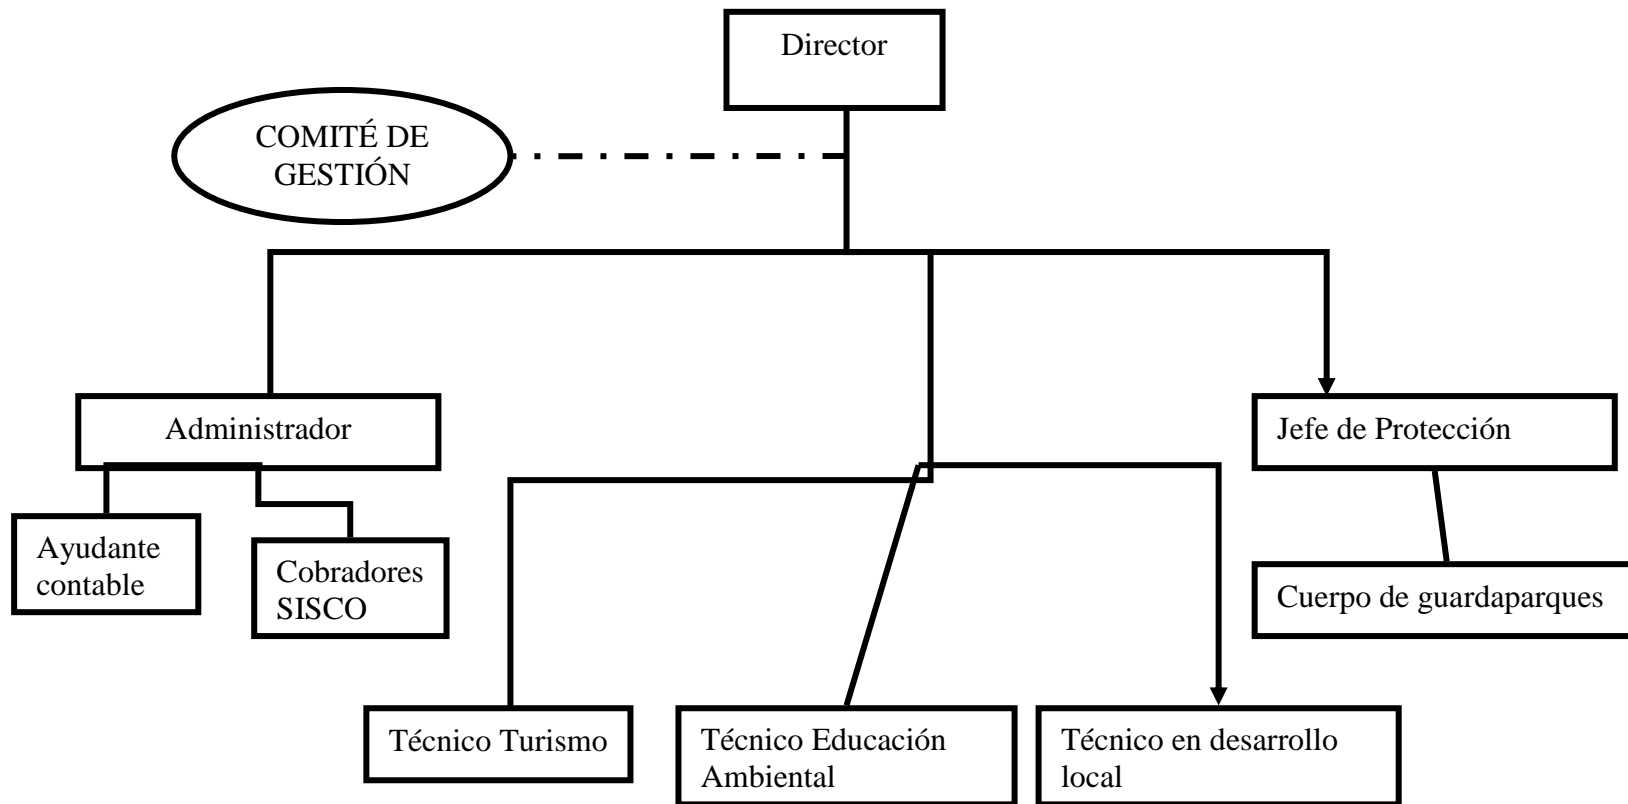 Director
COMITÉ DE
GESTIÓN
Administrador
Jefe de Protección
Ayudante
contable
Cobradores
SISCO
Cuerpo de guardaparques
Técnico Turismo
Técnico Educación
Ambiental
Técnico en desarrollo
local